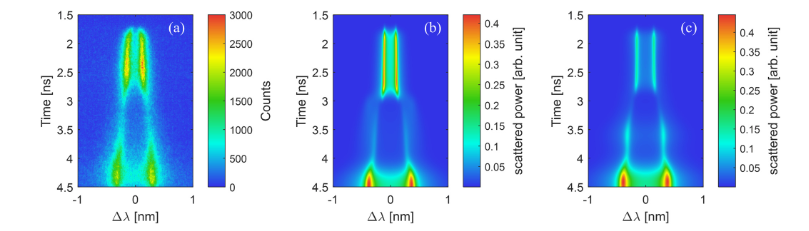 (a)
1.5
2
2.5
3
3.5
4
4.5
Time [ns]
-1 0 1
Δλ [nm]
3000
2500
2000
1500
1000
500
0
Counts
(b)
1.5
2
2.5
3
3.5
4
4.5
Time [ns]
-1 0 1
Δλ [nm]
0.4
0.35
0.3
0.25
0.2
0.15
0.1
0.05
scattered power [arb. unit]
(c)
1.5
2
2.5
3
3.5
4
4.5
Time [ns]
-1 0 1
Δλ [nm]
0.4
0.35
0.3
0.25
0.2
0.15
0.1
0.05
scattered power [arb. unit]